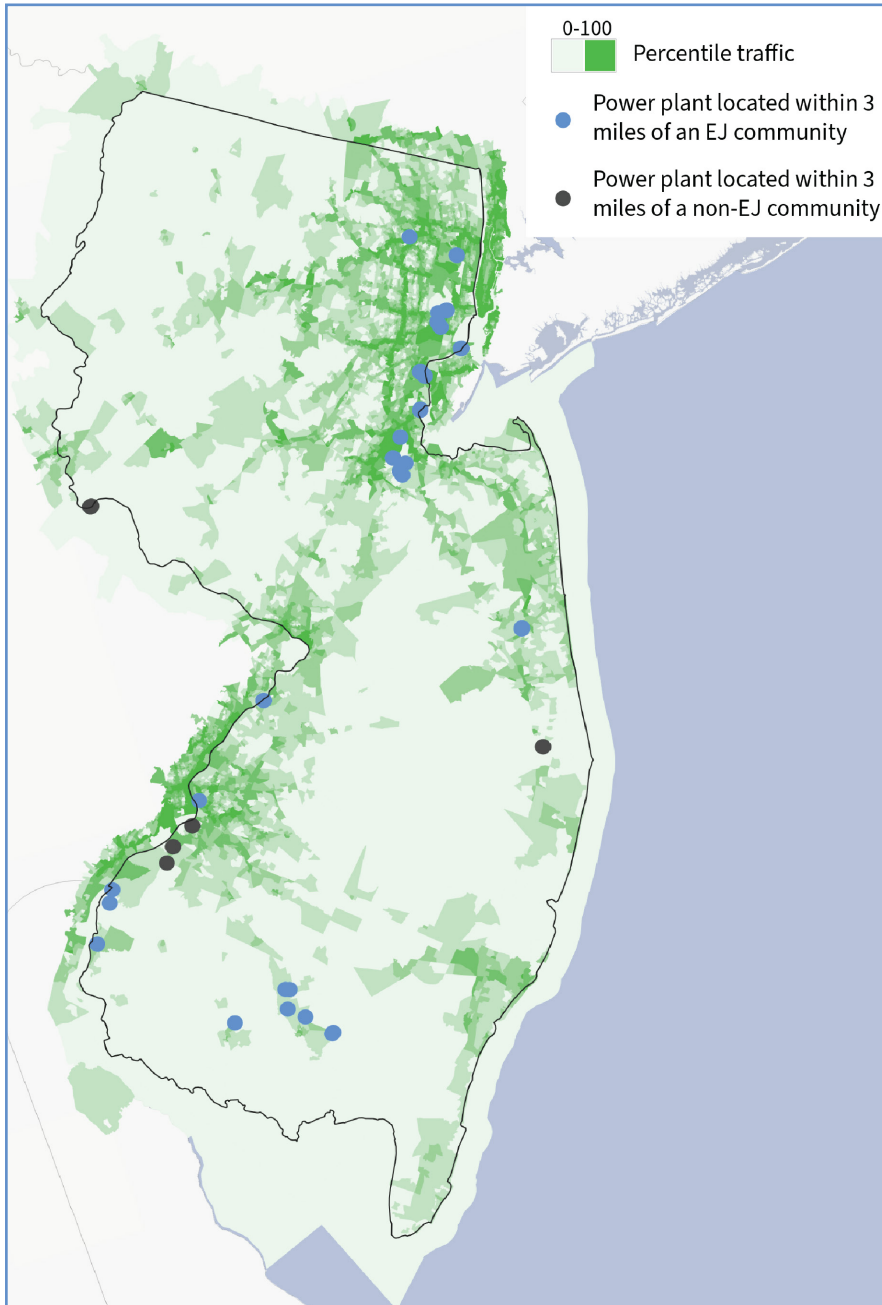 0-100
Percentile traffic
Power plant located within 3
miles of an EJ community
Power plant located within 3
miles of a non-EJ community